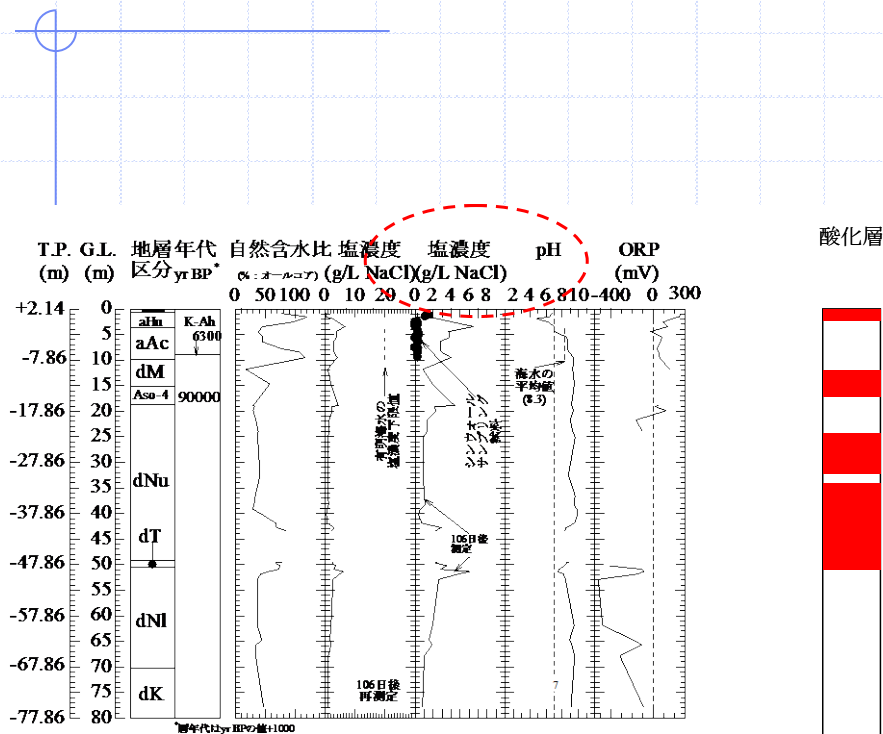 酸化層
T.P. G.L. 地層 年代 自然含水比 塩濃度 塩濃度 pH ORP
(m) (m) 区分 yr BP* (% : オールコア) (g/L NaCl) (g/L NaCl) (mV)
0 50 100 0 10 20 0 2 4 6 8 2 4 6 8 10 -400 0 300
+2.14 0
aHu K-Ah
5 6300
aAc
-7.86 10
dM 海水の
平均値
(8.3)
15
Aso-4 90000
-17.86 20
25
-27.86 30
dNu
35
-37.86 40
dT
45
106日後
測定
-47.86 50
55
-57.86 60
dNl
65
-67.86 70
dK 106日後
再測定
7
75
-77.86 80
有明海水の
塩濃度下限値
シンウォール
サンプリング
*層年代はyr BPの値+1000